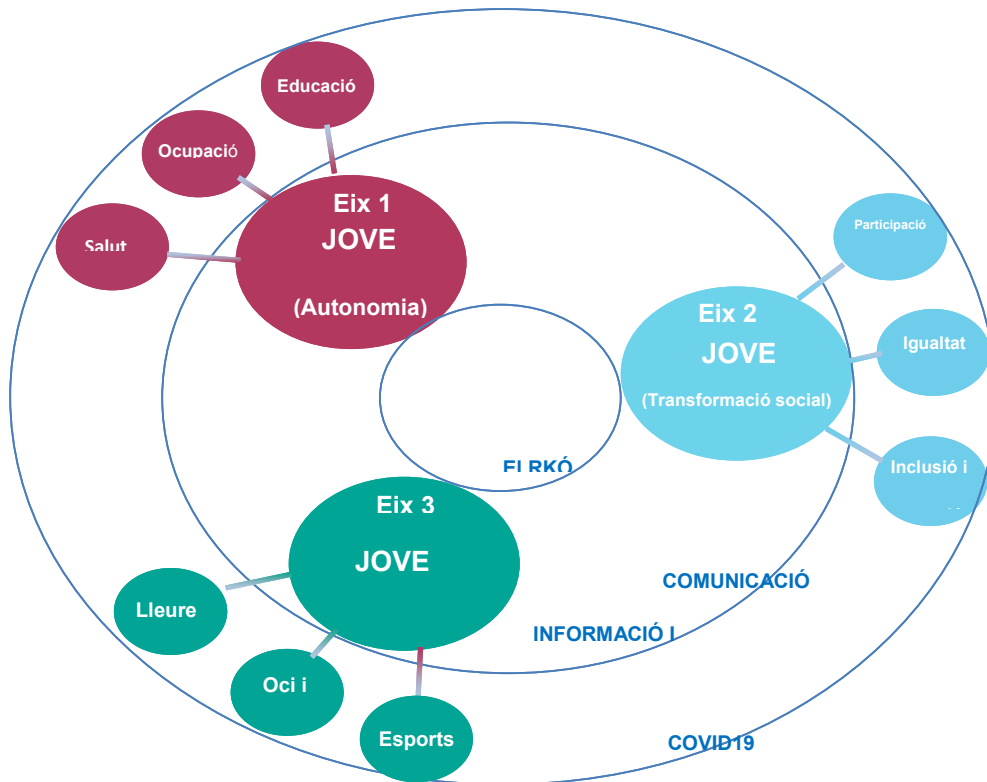 Educació
Ocupació
Salut
Eix 1
JOVE
(Autonomia)
Participació
Eix 2
JOVE
(Transformació social)
Igualtat
Inclusió i
Eix 3
JOVE
Lleure
Oci i
Esports
COMUNICACIÓ
INFORMACIÓ I
COVID19